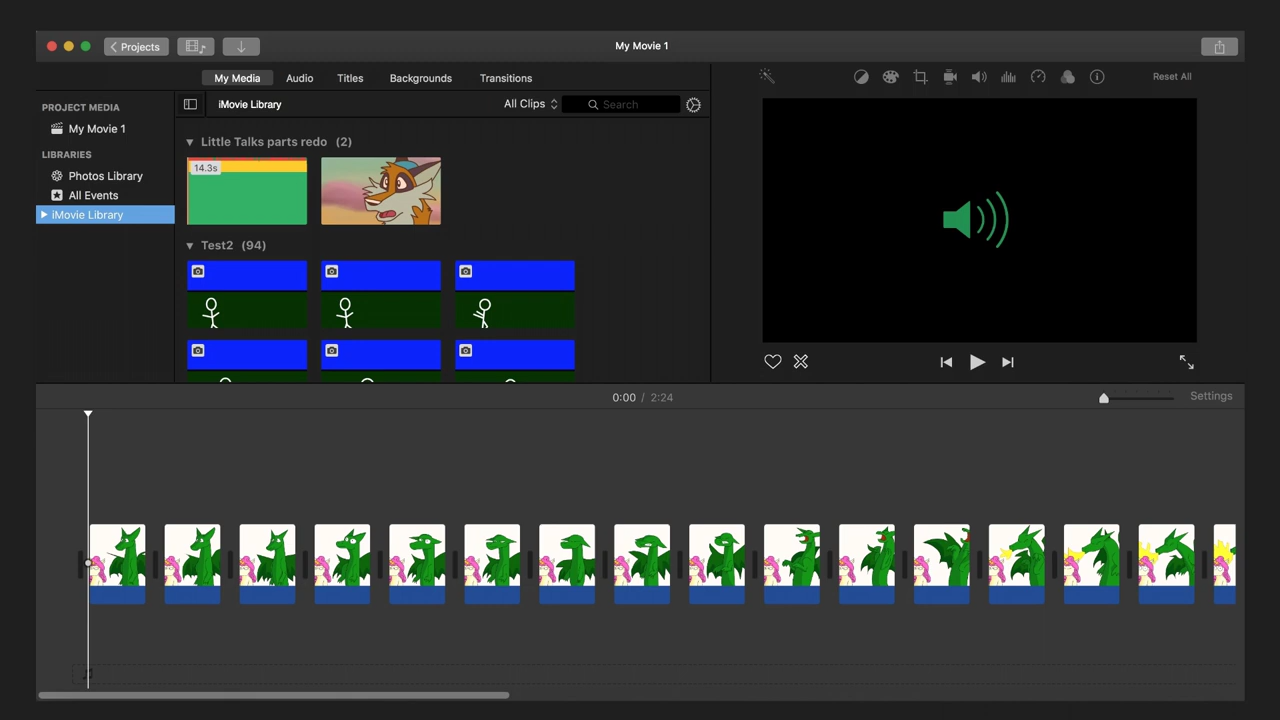 Projects
My Movie 1
My Media
Audio
Titles
Backgrounds
Transitions
Reset All
PROJECT MEDIA
My Movie 1
LIBRARIES
Photos Library
All Events
iMovie Library
iMovie Library
All Clips
Search
Little Talks parts redo (2)
14.3s
Test2 (94)
0:00 / 2:24
Settings